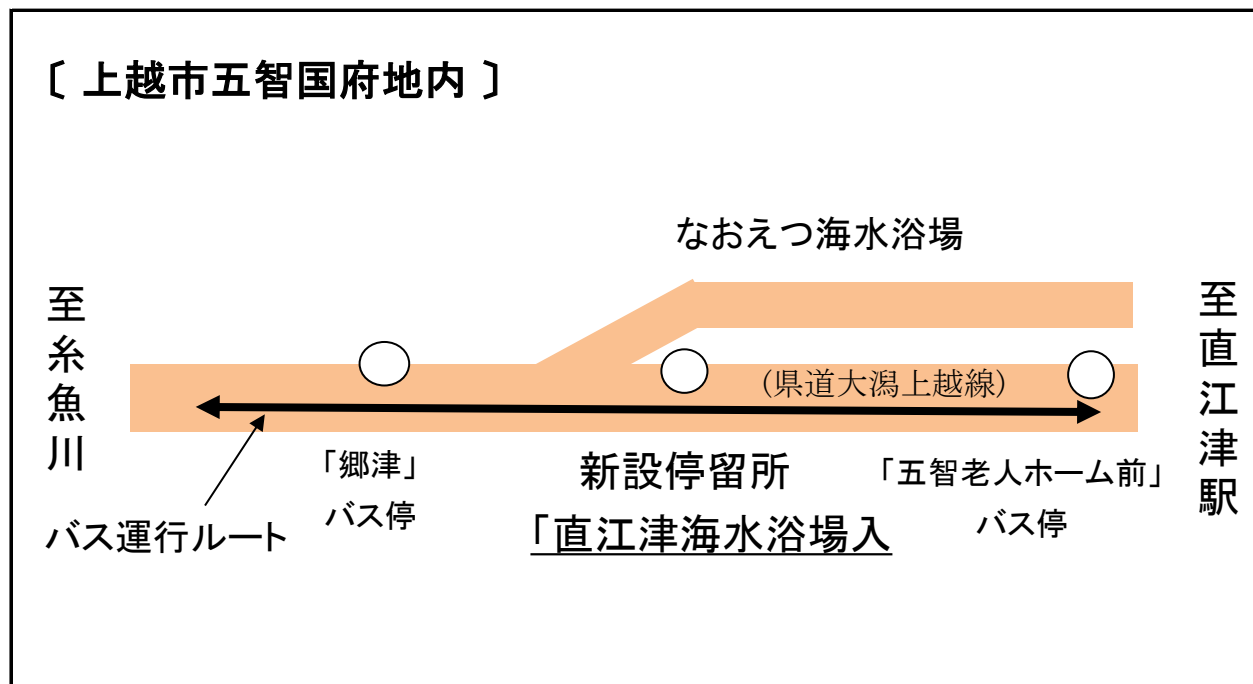 〔 上越市五智国府地内 〕
なおえつ海水浴場
至糸魚川
至直江津駅
(県道大潟上越線)
「郷津」
バス停
新設停留所
「直江津海水浴場入
「五智老人ホーム前」
バス停
バス運行ルート